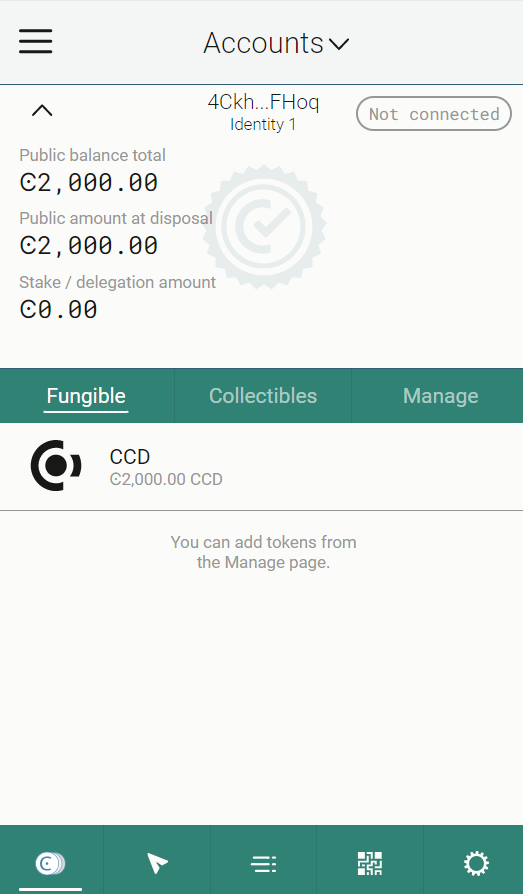 Accounts
4Ckh...FHoq
Identity 1
Not connected
Public balance total
Ͼ2,000.00
Public amount at disposal
Ͼ2,000.00
Stake / delegation amount
Ͼ0.00
Fungible
Collectibles
Manage
CCD
Ͼ2,000.00 CCD
You can add tokens from
the Manage page.